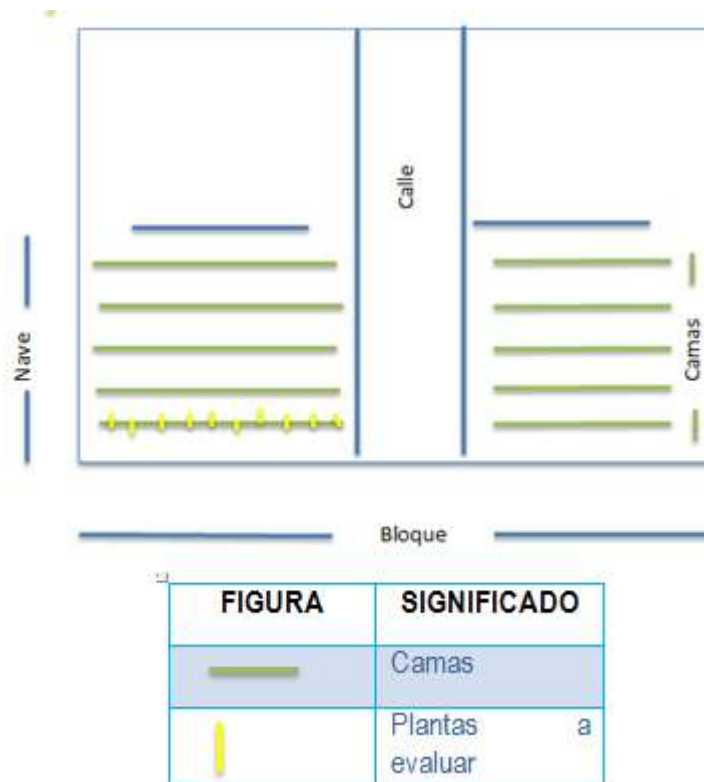 Calle
Nave
Camas
Bloque
FIGURA SIGNIFICADO
Camas
Plantas a
evaluar